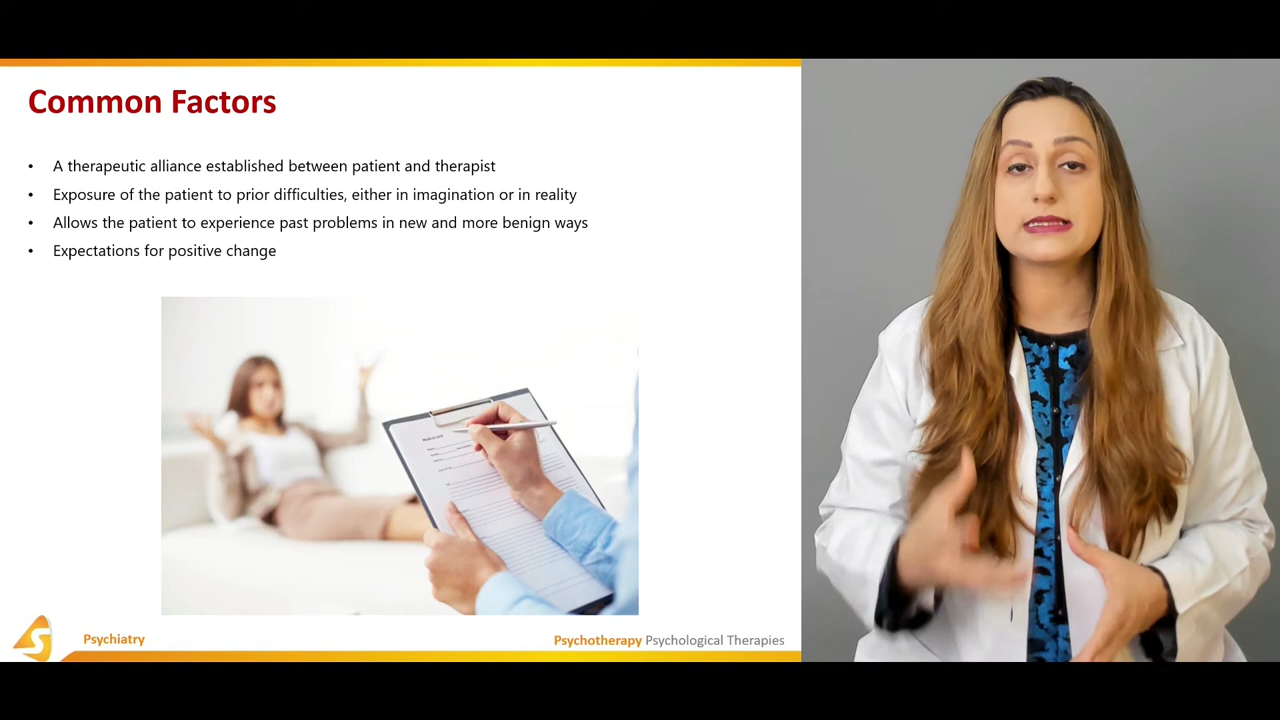 Common Factors
• A therapeutic alliance established between patient and therapist
• Exposure of the patient to prior difficulties, either in imagination or in reality
• Allows the patient to experience past problems in new and more benign ways
• Expectations for positive change
S
Psychiatry
Psychotherapy Psychological Therapies